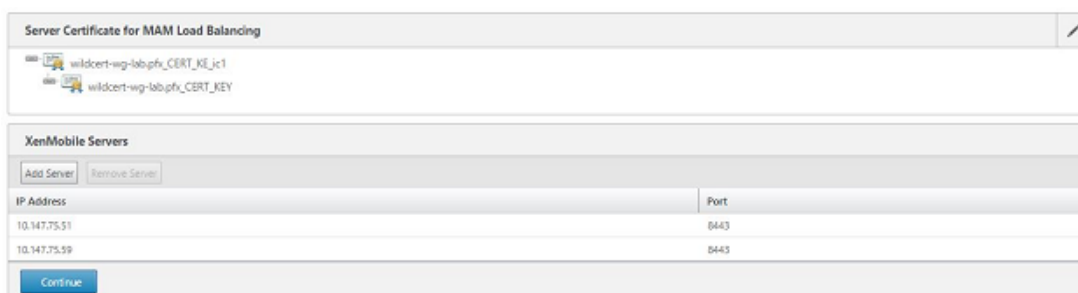 Server Certificate for MAM Load Balancing
wildcert-wg-lab.pfx_CERT_KE_ic1
wildcert-wg-lab.pfx_CERT_KEY
XenMobile Servers
Add Server Remove Server
IP Address Port
10.147.75.51 8443
10.147.75.59 8443
Continue